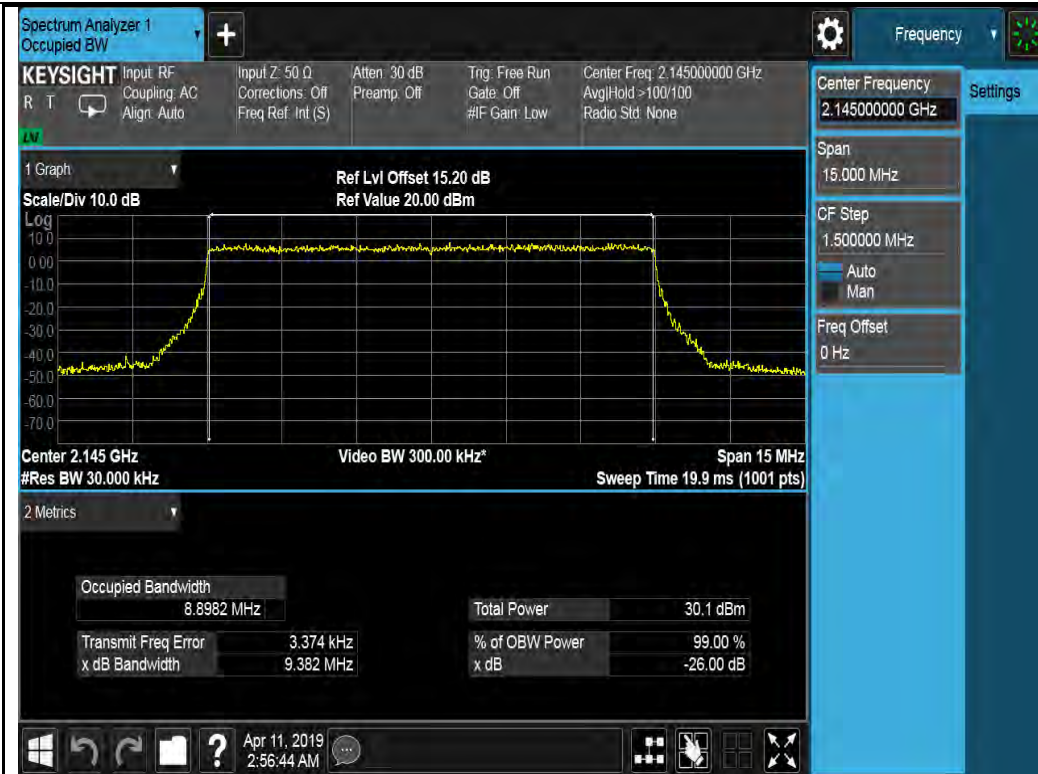 Spectrum Analyzer 1
Occupied BW
+
Frequency
KEYSIGHT
R T
LN
Input: RF
Coupling: AC
Align: Auto
Input Z: 50 Ω
Corrections: Off
Freq Ref: Int (S)
Atten: 30 dB
Preamp: Off
Trig: Free Run
Gate: Off
#IF Gain: Low
Center Freq: 2.145000000 GHz
Avg|Hold >100/100
Radio Std: None
Center Frequency
2.145000000 GHz
Settings
Span
15.000 MHz
CF Step
1.500000 MHz
Auto
Man
Freq Offset
0 Hz
1 Graph
Ref Lvl Offset 15.20 dB
Scale/Div 10.0 dB
Ref Value 20.00 dBm
Log
10.0
0.00
-10.0
-20.0
-30.0
-40.0
-50.0
-60.0
-70.0
Center 2.145 GHz
Video BW 300.00 kHz*
Span 15 MHz
#Res BW 30.000 kHz
Sweep Time 19.9 ms (1001 pts)
2 Metrics
Occupied Bandwidth
8.8982 MHz
Total Power
30.1 dBm
Transmit Freq Error
3.374 kHz
% of OBW Power
99.00 %
x dB Bandwidth
9.382 MHz
x dB
-26.00 dB
?
Apr 11, 2019
2:56:44 AM